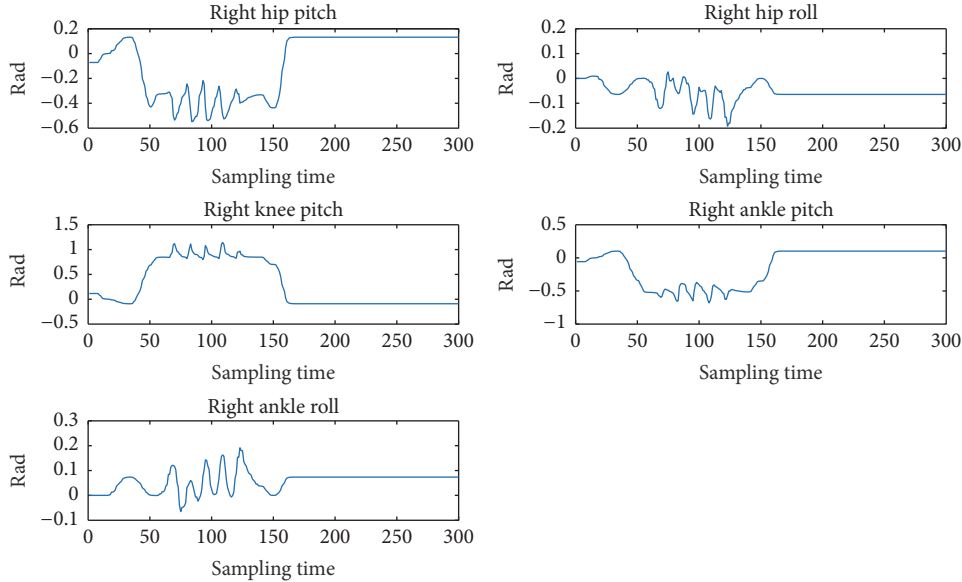 Right hip pitch
0.2
0
−0.2
−0.4
−0.6
Rad
0 50 100 150 200 250 300
Sampling time
Right hip roll
0.2
0.1
0
−0.1
−0.2
Rad
0 50 100 150 200 250 300
Sampling time
Right knee pitch
1.5
1
0.5
0
−0.5
Rad
0 50 100 150 200 250 300
Sampling time
Right ankle pitch
0.5
0
−0.5
−1
Rad
0 50 100 150 200 250 300
Sampling time
Right ankle roll
0.3
0.2
0.1
0
−0.1
Rad
0 50 100 150 200 250 300
Sampling time